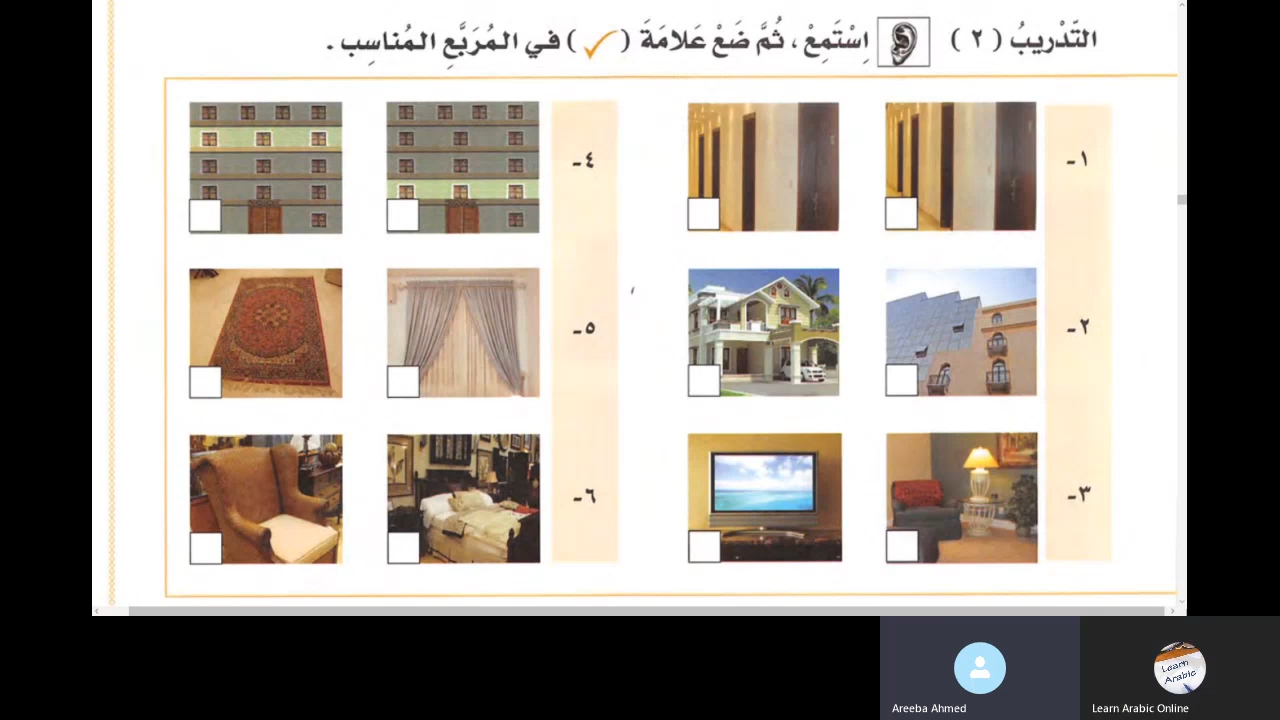 التَّدْرِيبُ ( ٢ ) اِسْتَمِعْ ، ثُمَّ ضَعْ عَلامَةَ ( ✓ ) في المُرَبَّعِ المُناسِب .
١-
٤-
٢-
٥-
٣-
٦-
Learn Arabic
Areeba Ahmed
Learn Arabic Online